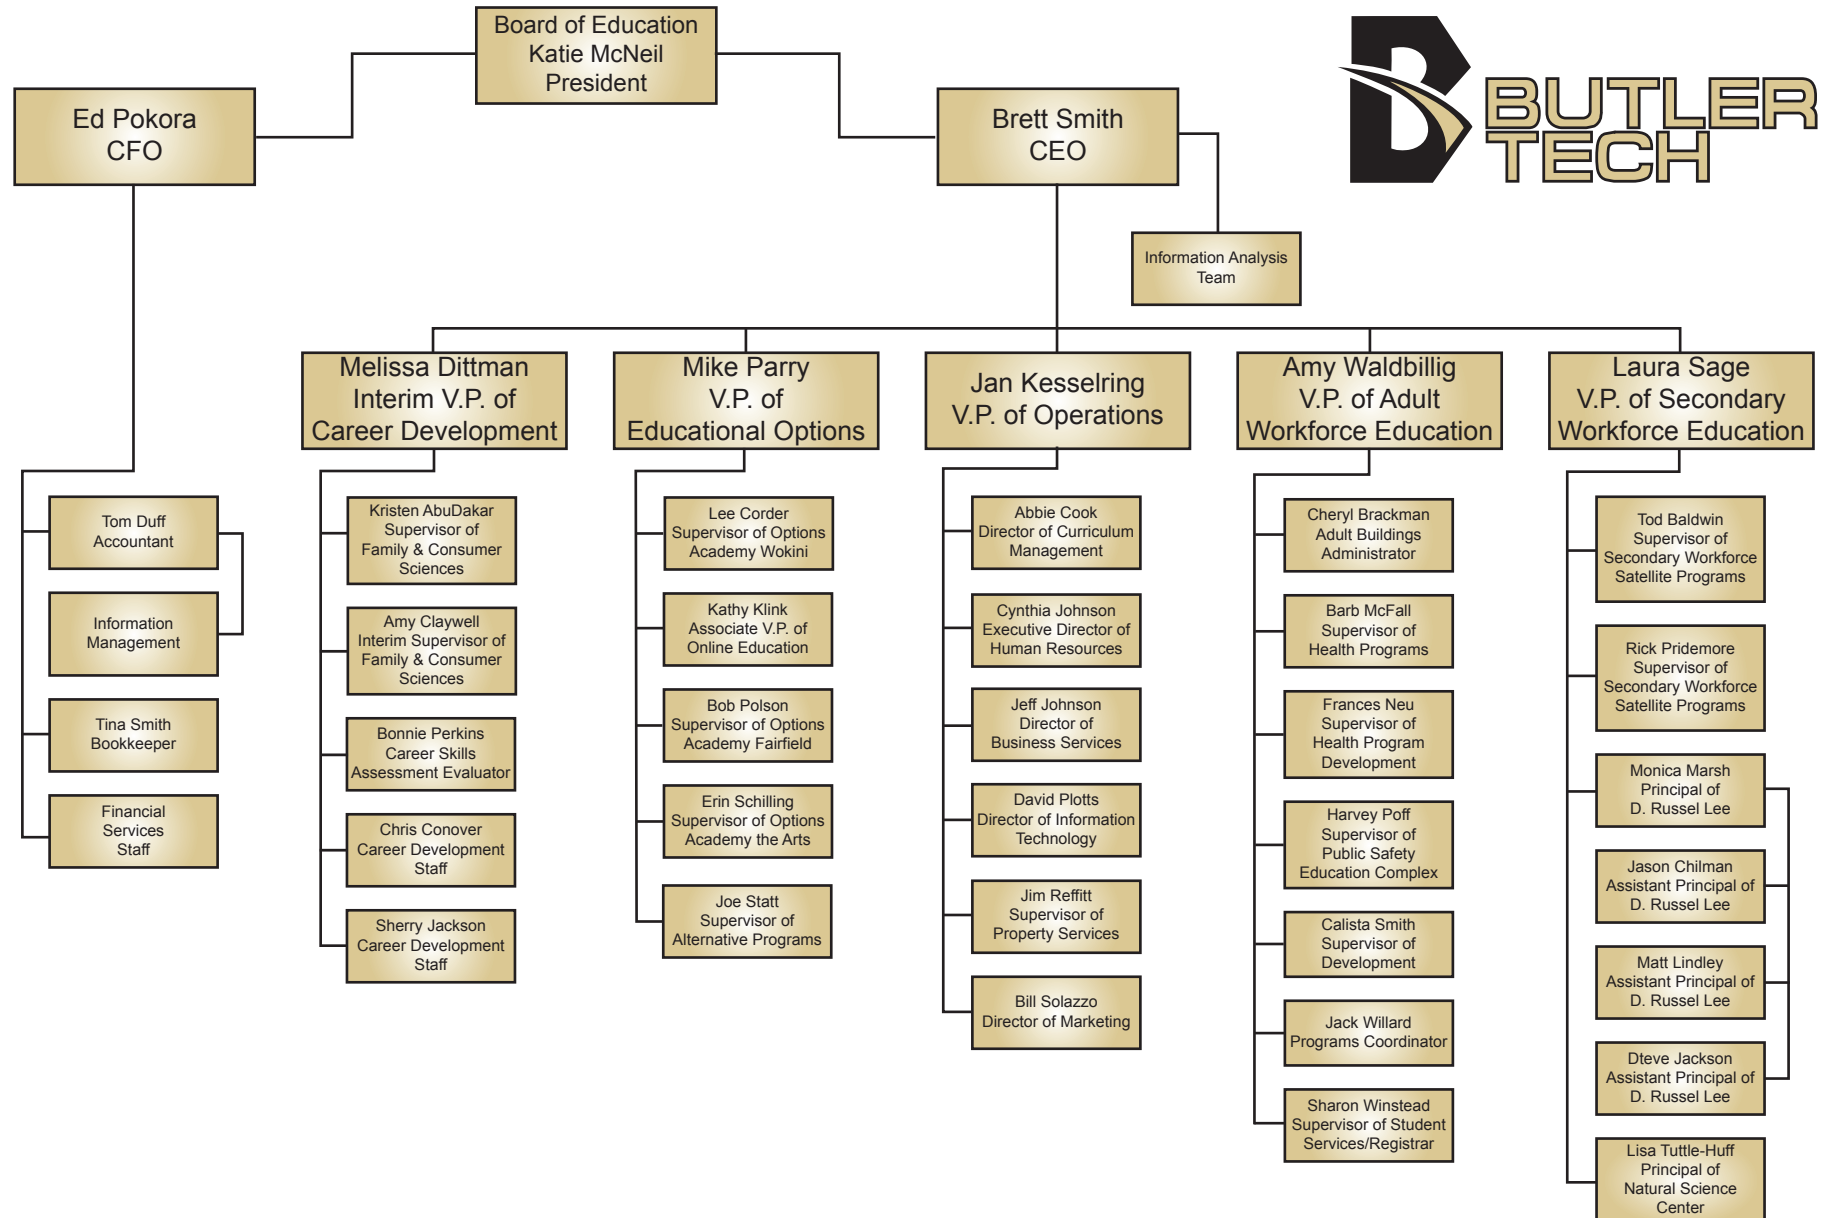 Board of Education
Katie McNeil
President
Ed Pokora
CFO
Brett Smith
CEO
BUTLER
TECH
Information Analysis
Team
Melissa Dittman
Interim V.P. of
Career Development
Mike Parry
V.P. of
Educational Options
Jan Kesselring
V.P. of Operations
Amy Waldbillig
V.P. of Adult
Workforce Education
Laura Sage
V.P. of Secondary
Workforce Education
Tom Duff
Accountant
Information
Management
Tina Smith
Bookkeeper
Financial
Services
Staff
Kristen AbuDakar
Supervisor of
Family & Consumer
Sciences
Amy Claywell
Interim Supervisor of
Family & Consumer
Sciences
Bonnie Perkins
Career Skills
Assessment Evaluator
Chris Conover
Career Development
Staff
Sherry Jackson
Career Development
Staff
Lee Corder
Supervisor of Options
Academy Wokini
Kathy Klink
Associate V.P. of
Online Education
Bob Polson
Supervisor of Options
Academy Fairfield
Erin Schilling
Supervisor of Options
Academy the Arts
Joe Statt
Supervisor of
Alternative Programs
Abbie Cook
Director of Curriculum
Management
Cynthia Johnson
Executive Director of
Human Resources
Jeff Johnson
Director of
Business Services
David Plotts
Director of Information
Technology
Jim Reffitt
Supervisor of
Property Services
Bill Solazzo
Director of Marketing
Cheryl Brackman
Adult Buildings
Administrator
Barb McFall
Supervisor of
Health Programs
Frances Neu
Supervisor of
Health Program
Development
Harvey Poff
Supervisor of
Public Safety
Education Complex
Calista Smith
Supervisor of
Development
Jack Willard
Programs Coordinator
Sharon Winstead
Supervisor of Student
Services/Registrar
Tod Baldwin
Supervisor of
Secondary Workforce
Satellite Programs
Rick Pridemore
Supervisor of
Secondary Workforce
Satellite Programs
Monica Marsh
Principal of
D. Russel Lee
Jason Chilman
Assistant Principal of
D. Russel Lee
Matt Lindley
Assistant Principal of
D. Russel Lee
Dteve Jackson
Assistant Principal of
D. Russel Lee
Lisa Tuttle-Huff
Principal of
Natural Science
Center